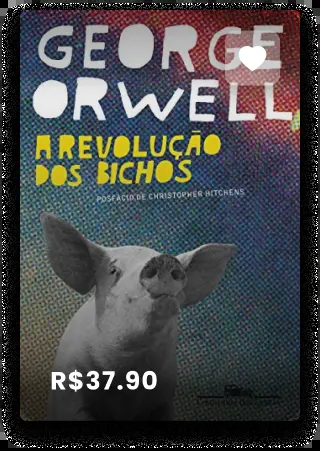 GEORGE
ORWELL
A REVOLUÇÃO
DOS BICHOS
POSFÁCIO DE CHRISTOPHER HITCHENS
R$37.90